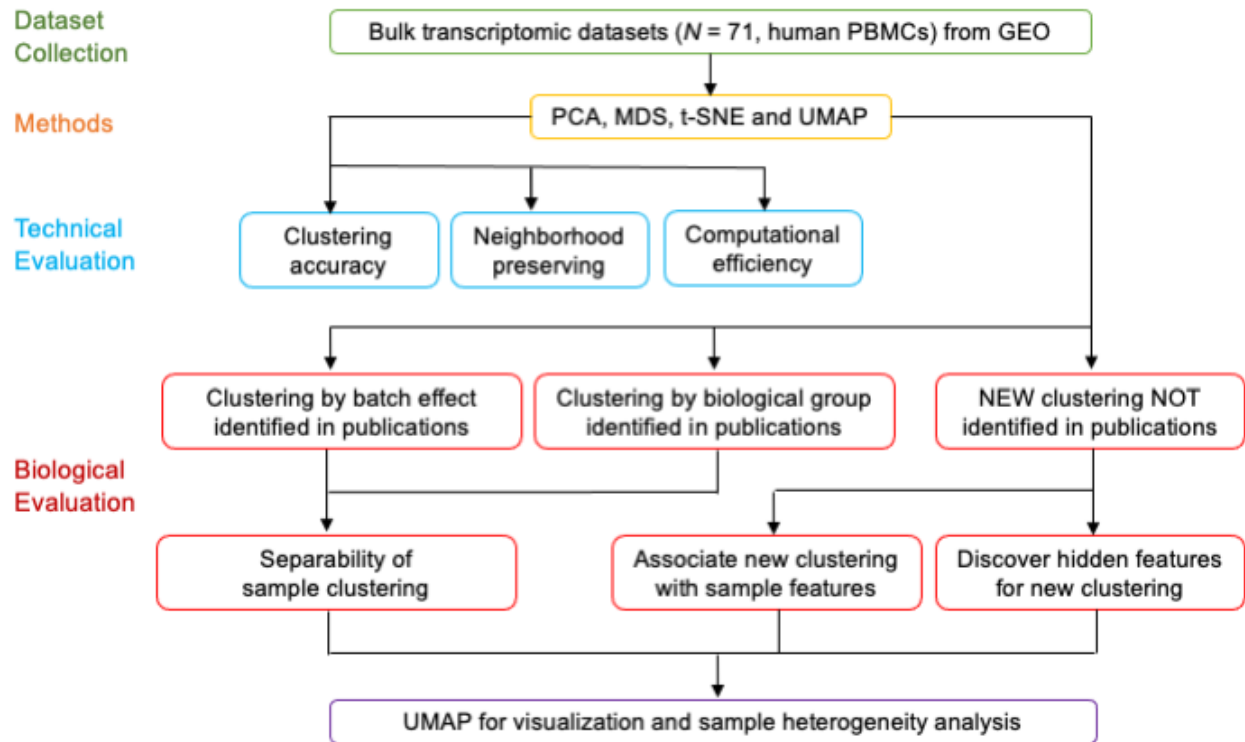 Dataset
Collection
Bulk transcriptomic datasets (N = 71, human PBMCs) from GEO
Methods
PCA, MDS, t-SNE and UMAP
Technical
Evaluation
Clustering
accuracy
Neighborhood
preserving
Computational
efficiency
Clustering by batch effect
identified in publications
Clustering by biological group
identified in publications
NEW clustering NOT
identified in publications
Biological
Evaluation
Separability of
sample clustering
Associate new clustering
with sample features
Discover hidden features
for new clustering
UMAP for visualization and sample heterogeneity analysis